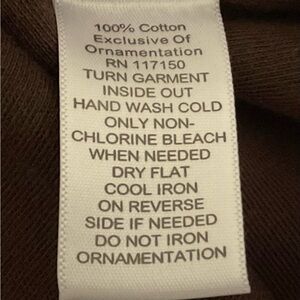 100% Cotton
Exclusive Of
Ornamentation
RN 117150
TURN GARMENT
INSIDE OUT
HAND WASH COLD
ONLY NON-
CHLORINE BLEACH
WHEN NEEDED
DRY FLAT
COOL IRON
ON REVERSE
SIDE IF NEEDED
DO NOT IRON
ORNAMENTATION